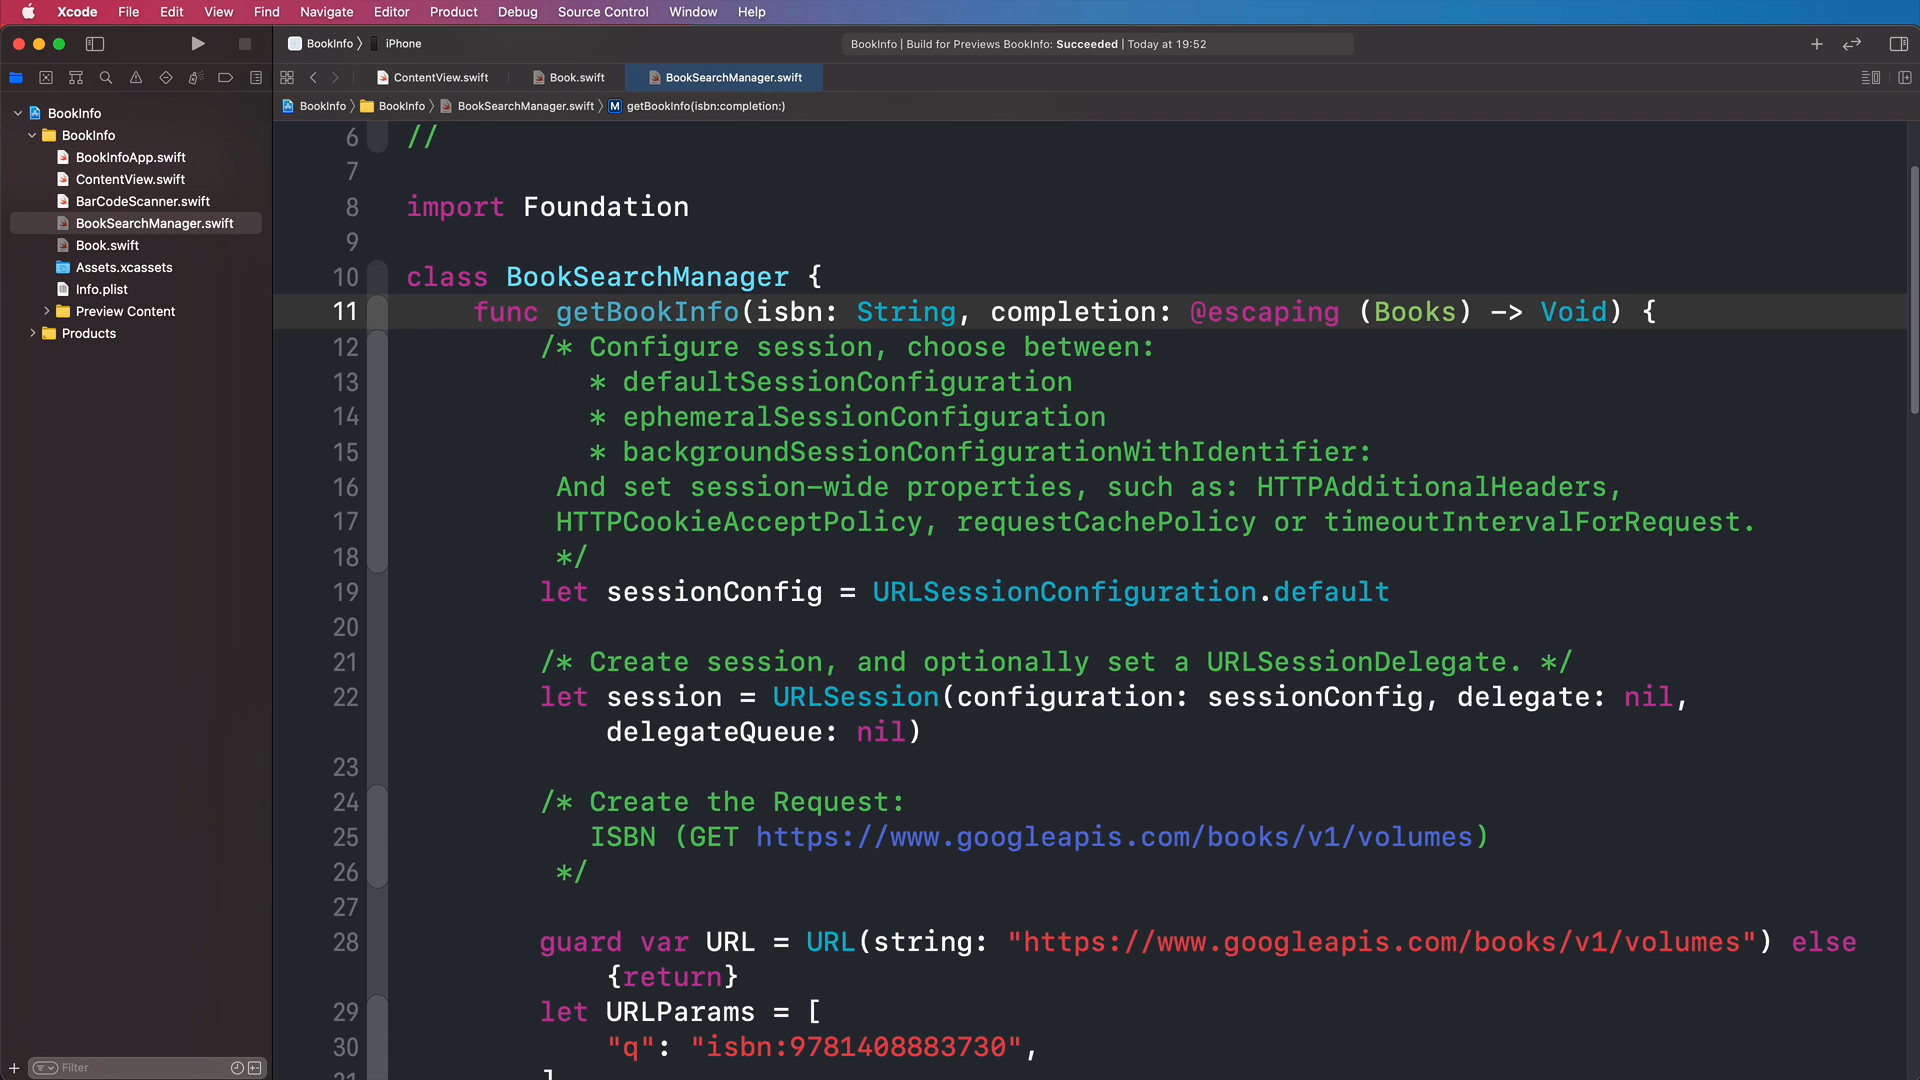 Xcode File Edit View Find Navigate Editor Product Debug Source Control Window Help
BookInfo iPhone
BookInfo | Build for Previews BookInfo: Succeeded | Today at 19:52
ContentView.swift Book.swift BookSearchManager.swift
BookInfo BookInfo BookSearchManager.swift M getBookInfo(isbn:completion:)
BookInfo
BookInfo
BookInfoApp.swift
ContentView.swift
BarCodeScanner.swift
BookSearchManager.swift
Book.swift
Assets.xcassets
Info.plist
Preview Content
Products
Filter
6 //
7
8 import Foundation
9
10 class BookSearchManager {
11 func getBookInfo(isbn: String, completion: @escaping (Books) -> Void) {
12 /* Configure session, choose between:
13 * defaultSessionConfiguration
14 * ephemeralSessionConfiguration
15 * backgroundSessionConfigurationWithIdentifier:
16 And set session-wide properties, such as: HTTPAdditionalHeaders,
17 HTTPCookieAcceptPolicy, requestCachePolicy or timeoutIntervalForRequest.
18 */
19 let sessionConfig = URLSessionConfiguration.default
20
21 /* Create session, and optionally set a URLSessionDelegate. */
22 let session = URLSession(configuration: sessionConfig, delegate: nil,
delegateQueue: nil)
23
24 /* Create the Request:
25 ISBN (GET https://www.googleapis.com/books/v1/volumes)
26 */
27
28 guard var URL = URL(string: "https://www.googleapis.com/books/v1/volumes") else
{return}
29 let URLParams = [
30 "q": "isbn:9781408883730",